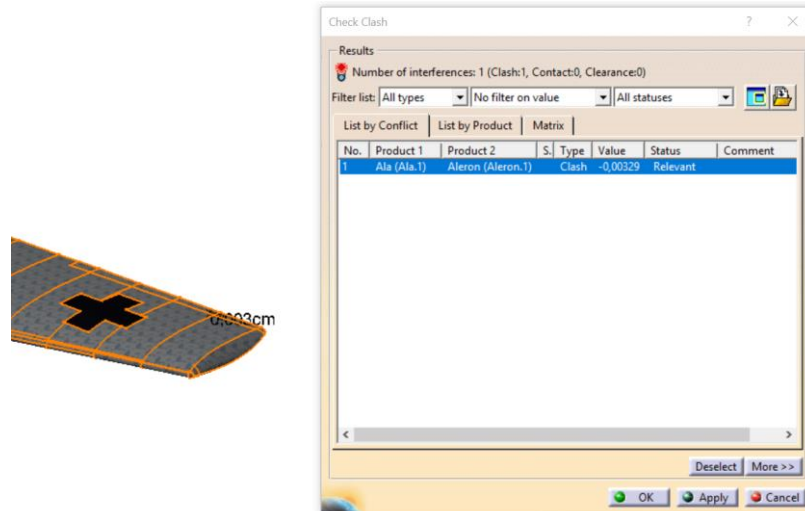 Check Clash
Results
Number of interferences: 1 (Clash:1, Contact:0, Clearance:0)
Filter list: All types No filter on value All statuses
List by Conflict List by Product Matrix
No. Product 1 Product 2 S. Type Value Status Comment
1 Ala (Ala.1) Aleron (Aleron.1) Clash -0,00329 Relevant
0,003cm
Deselect More >>
OK Apply Cancel